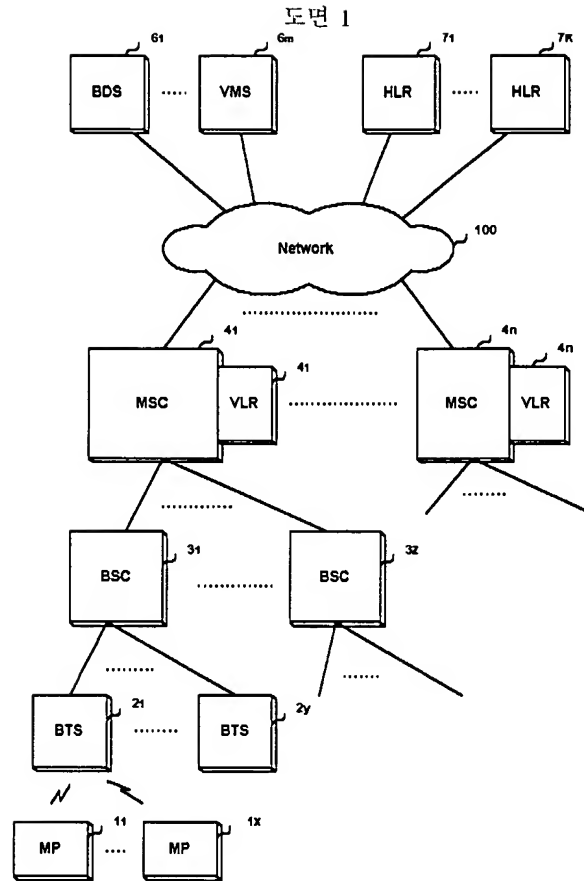 도면 1
61 6m 71 7K
BDS ..... VMS HLR ..... HLR
Network 100
41 4n 4n
MSC VLR 41 MSC VLR
31 3z
BSC BSC
21 2y
BTS BTS
11 1x
MP .... MP